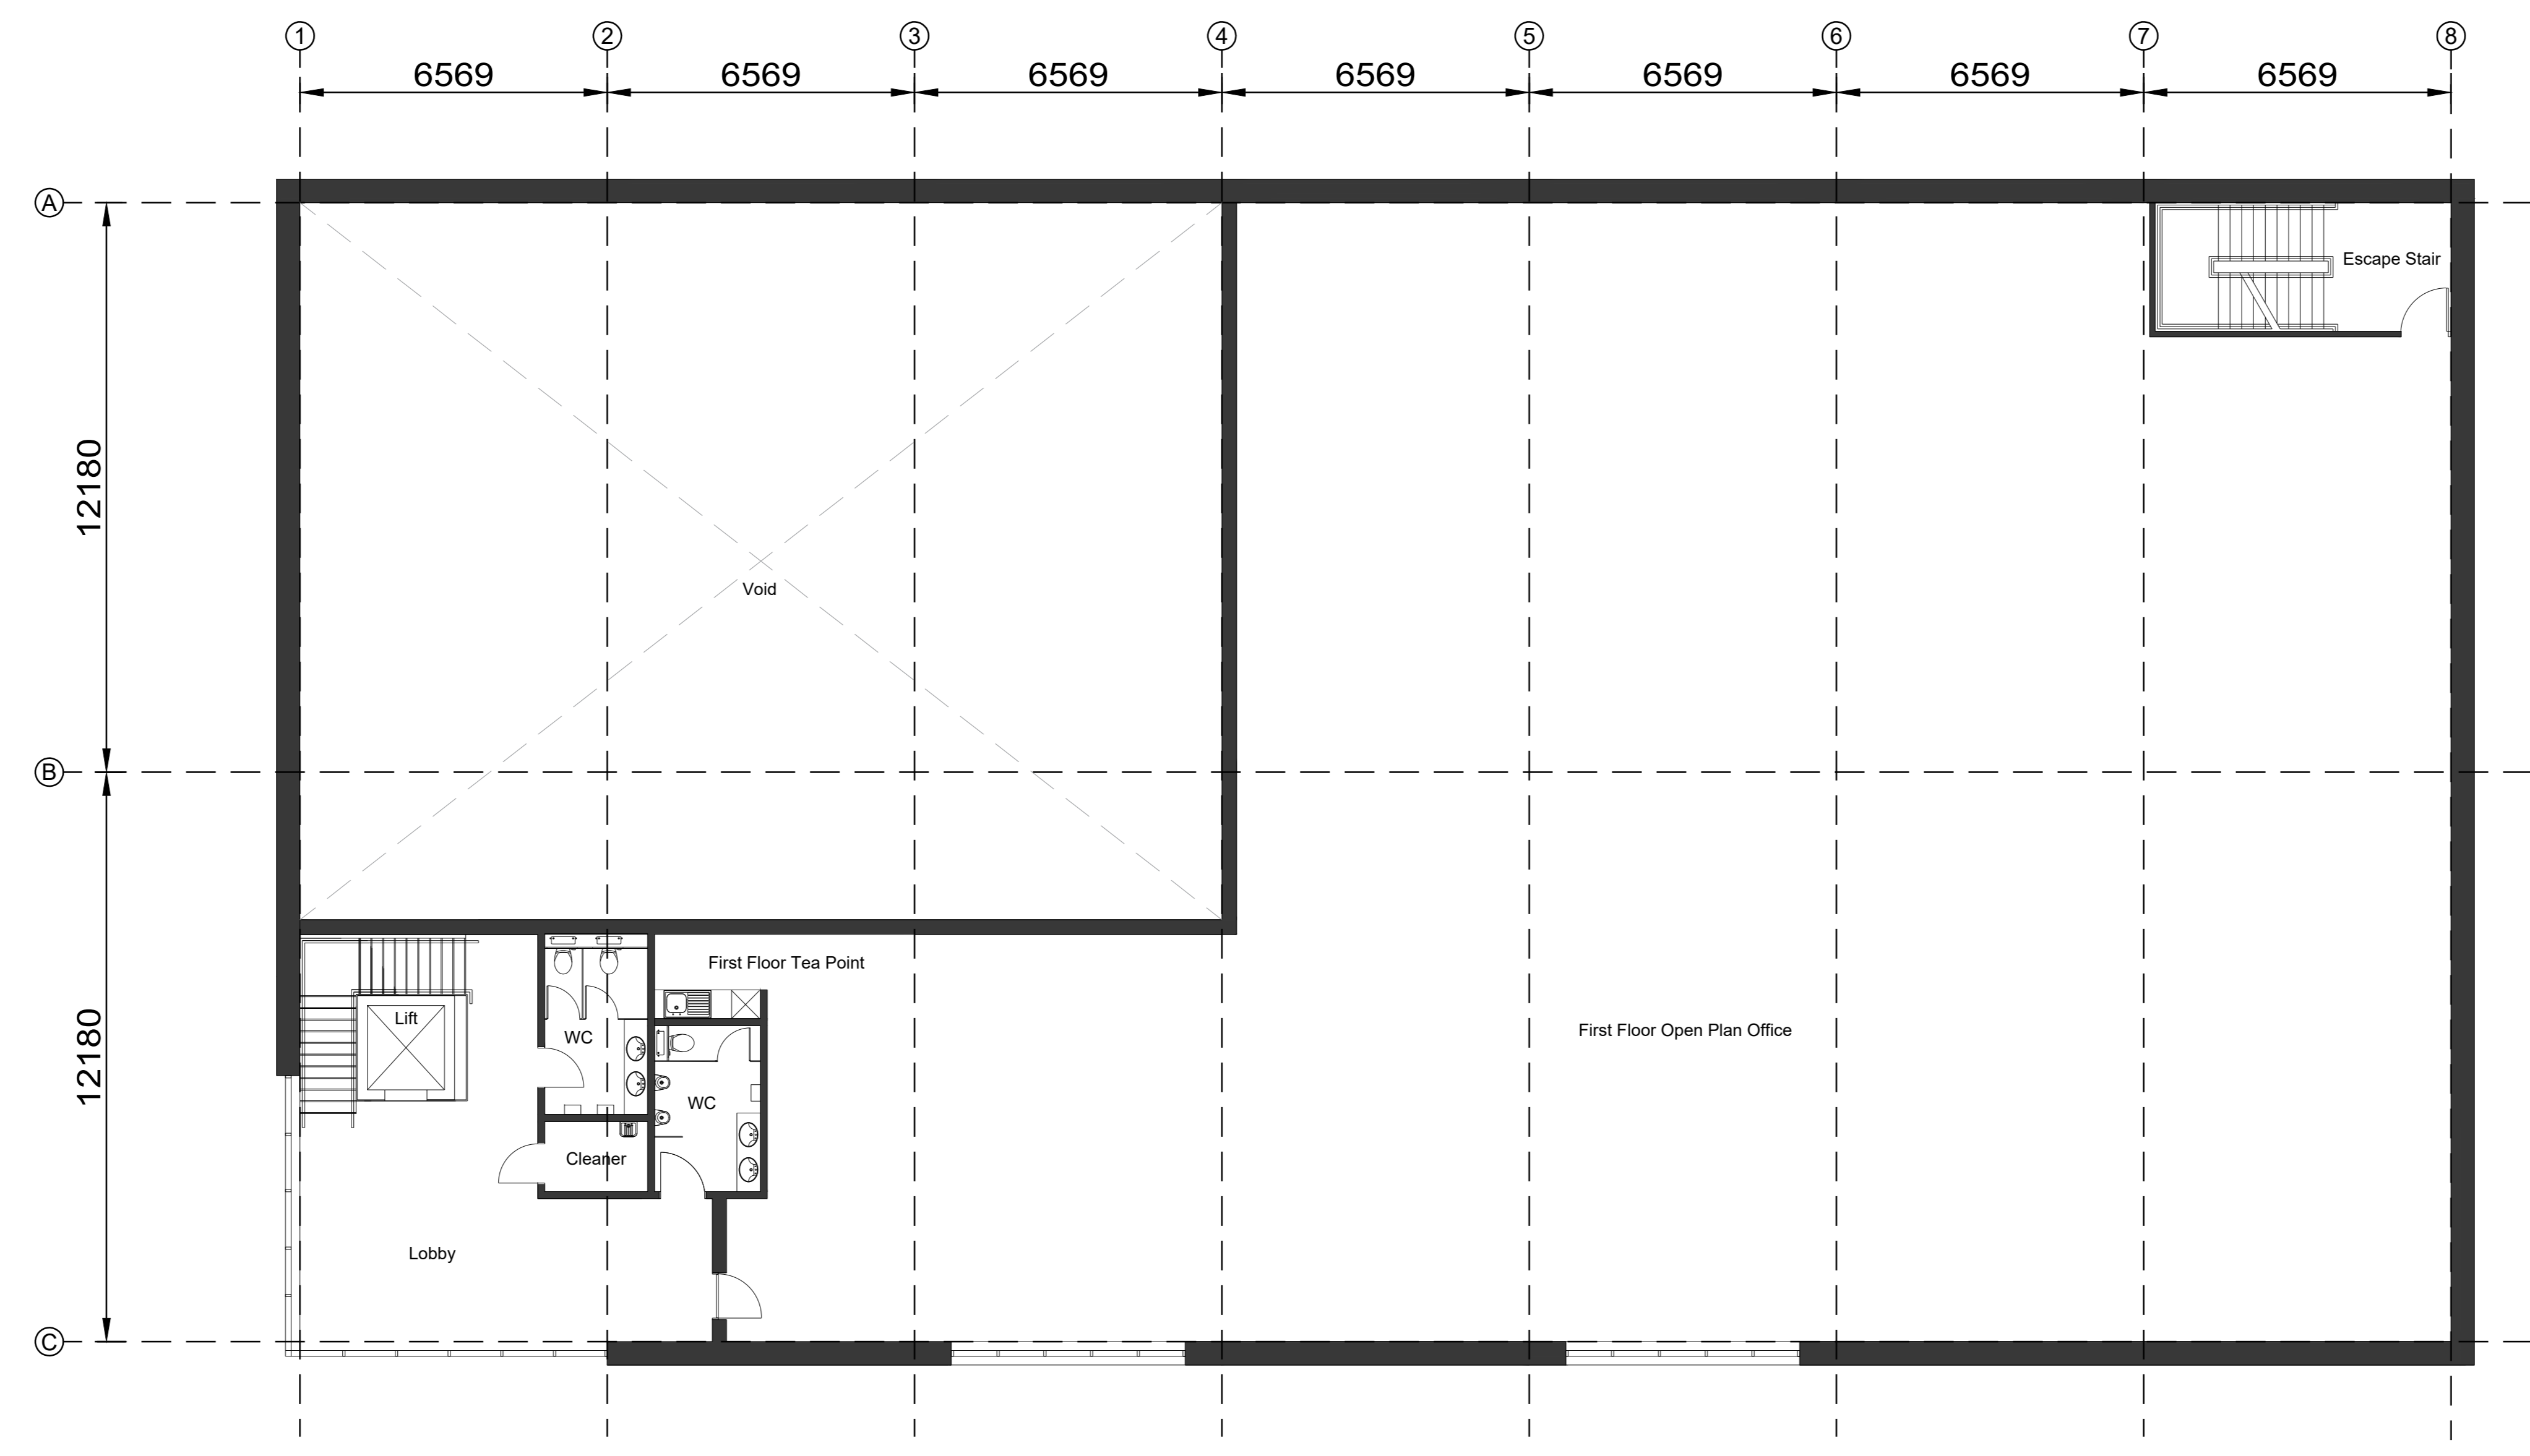 1 2 3 4 5 6 7 8
6569 6569 6569 6569 6569 6569 6569
A
Escape Stair
12180
Void
B
First Floor Tea Point
Lift
First Floor Open Plan Office
WC
12180
WC
Cleaner
Lobby
C